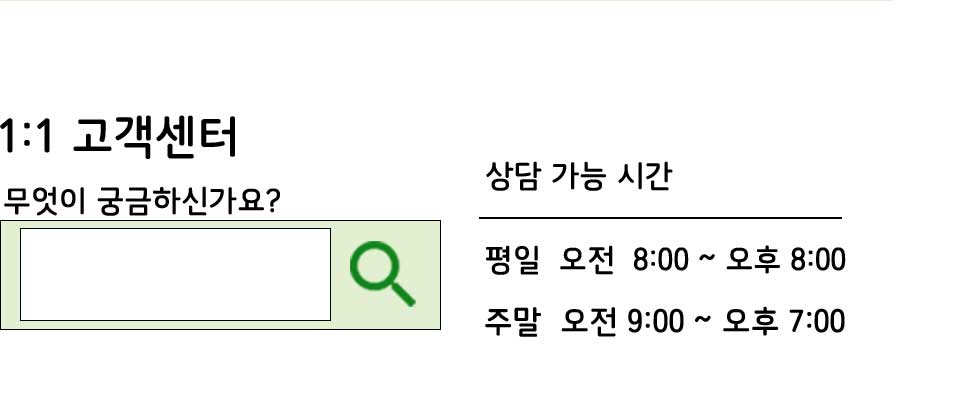 1:1 고객센터
무엇이 궁금하신가요?
상담 가능 시간
평일 오전 8:00 ~ 오후 8:00
주말 오전 9:00 ~ 오후 7:00